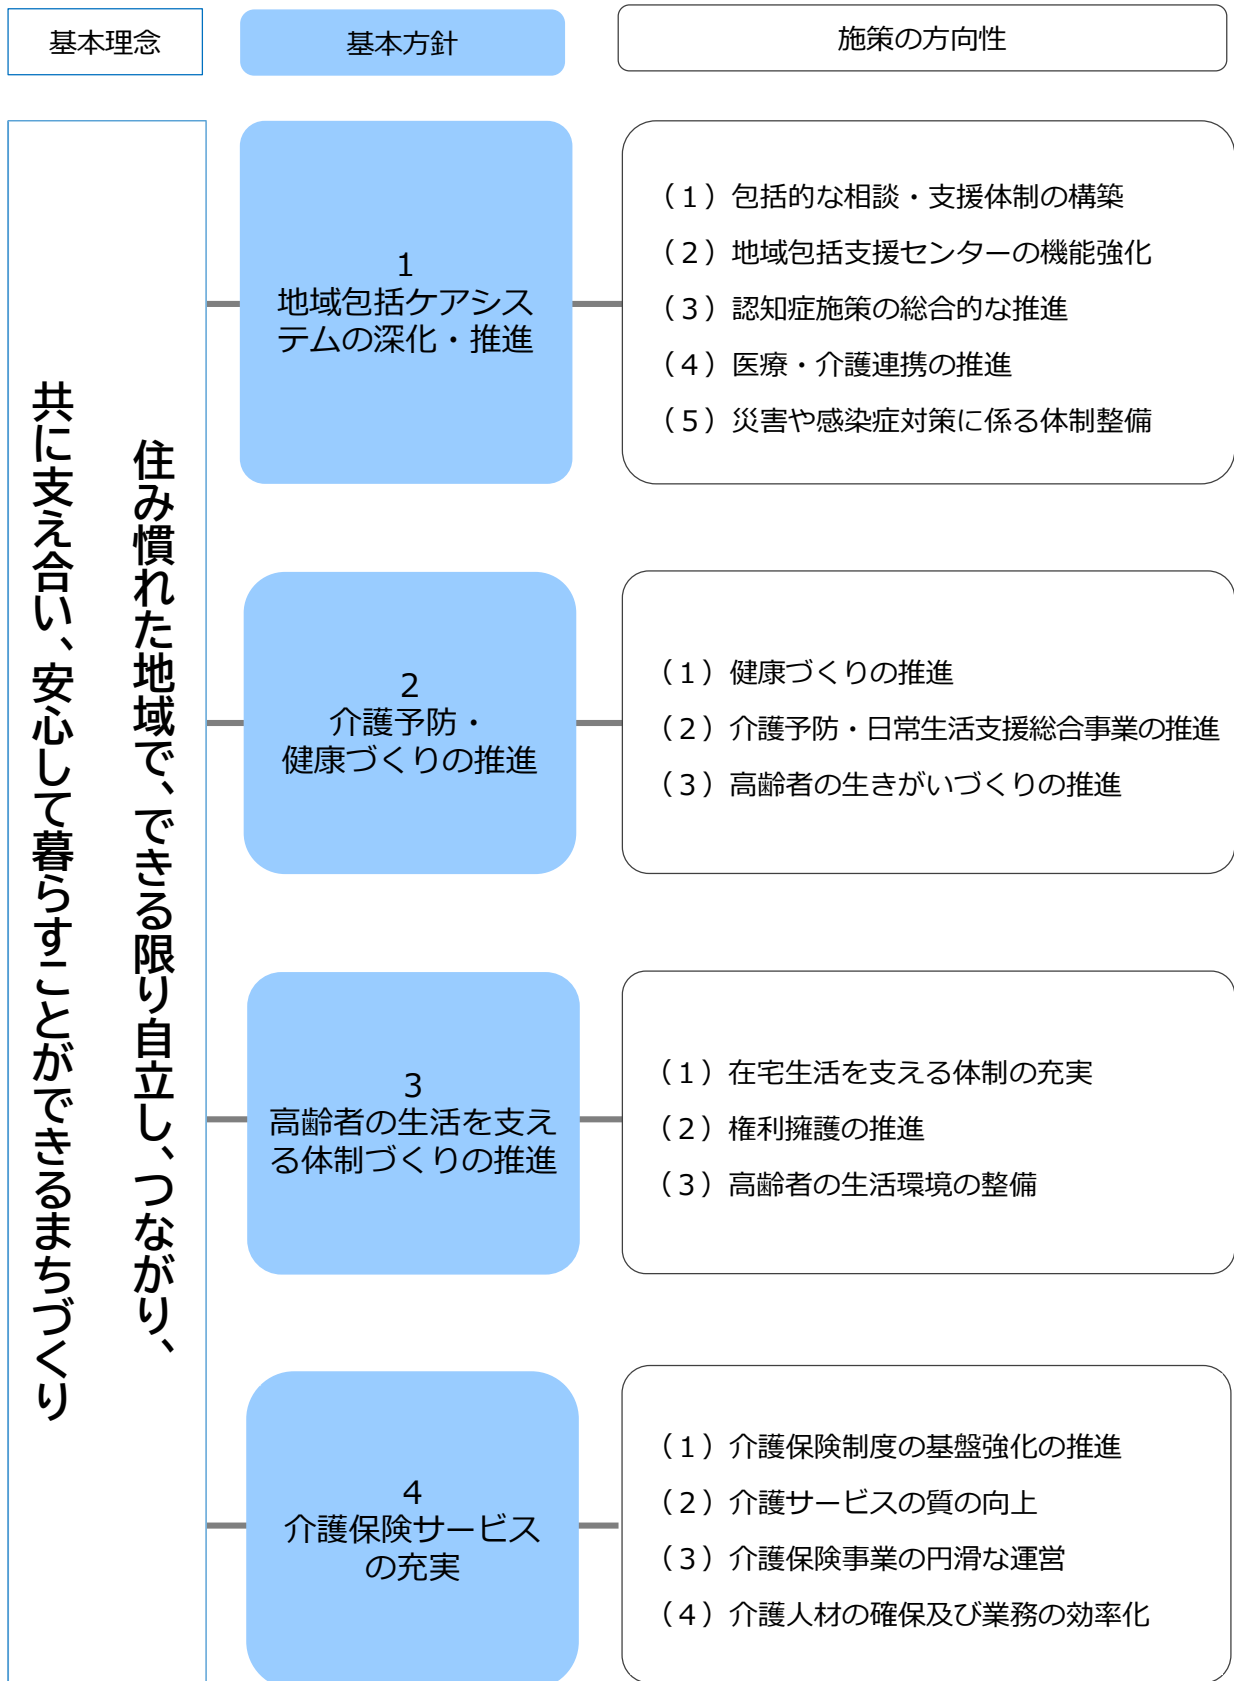 基本理念
基本方針
施策の方向性
住み慣れた地域で、できる限り自立し、つながり、
共に支え合い、安心して暮らすことができるまちづくり
1
地域包括ケアシス
テムの深化・推進
（1）包括的な相談・支援体制の構築
（2）地域包括支援センターの機能強化
（3）認知症施策の総合的な推進
（4）医療・介護連携の推進
（5）災害や感染症対策に係る体制整備
2
介護予防・
健康づくりの推進
（1）健康づくりの推進
（2）介護予防・日常生活支援総合事業の推進
（3）高齢者の生きがいづくりの推進
3
高齢者の生活を支え
る体制づくりの推進
（1）在宅生活を支える体制の充実
（2）権利擁護の推進
（3）高齢者の生活環境の整備
4
介護保険サービス
の充実
（1）介護保険制度の基盤強化の推進
（2）介護サービスの質の向上
（3）介護保険事業の円滑な運営
（4）介護人材の確保及び業務の効率化